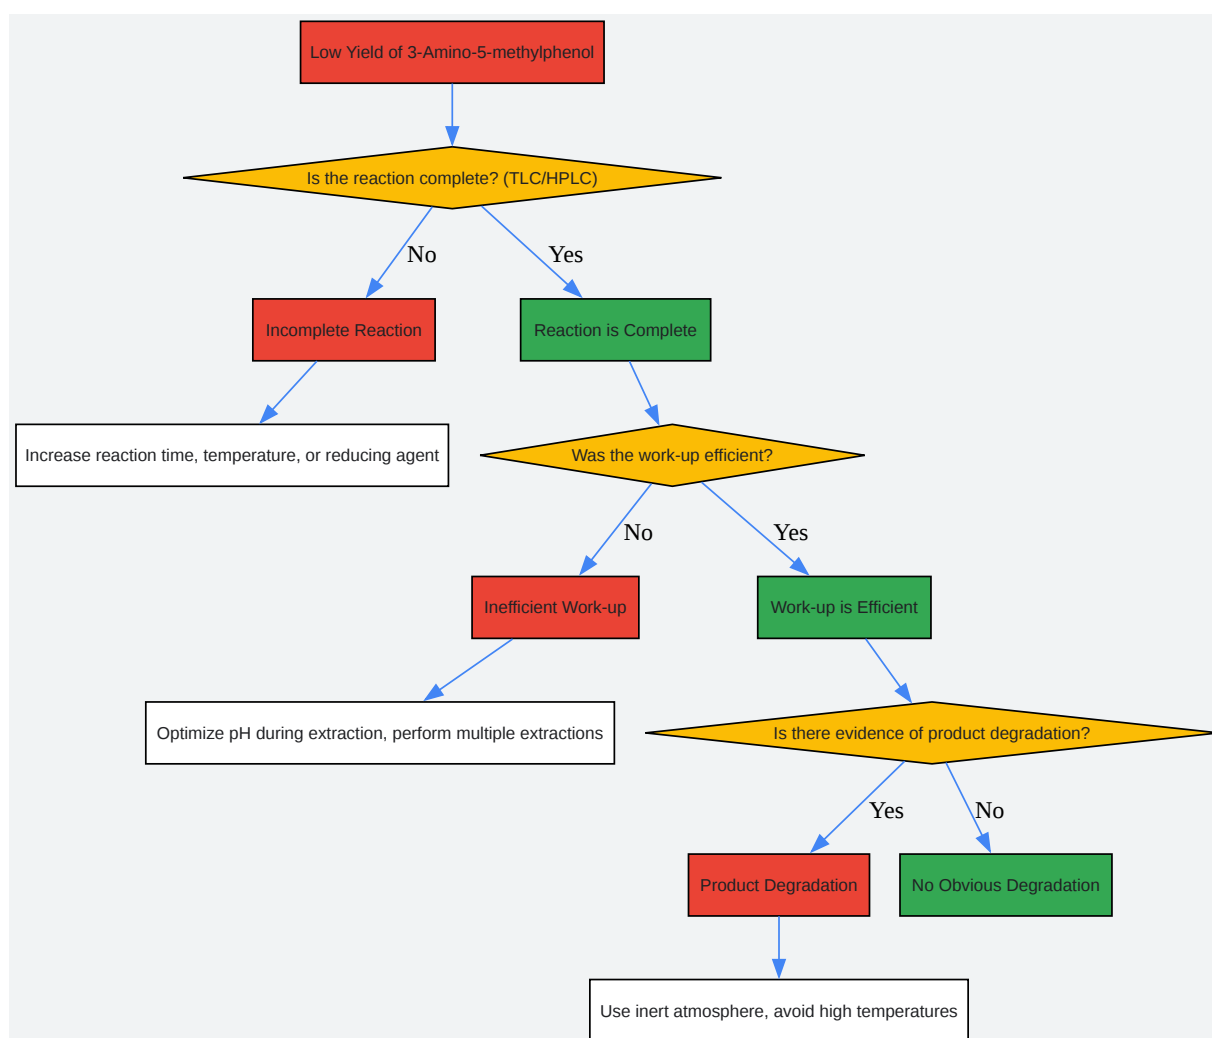 Low Yield of 3-Amino-5-methylphenol
Is the reaction complete? (TLC/HPLC)
No
Yes
Incomplete Reaction
Reaction is Complete
Increase reaction time, temperature, or reducing agent
Was the work-up efficient?
No
Yes
Inefficient Work-up
Work-up is Efficient
Optimize pH during extraction, perform multiple extractions
Is there evidence of product degradation?
Yes
No
Product Degradation
No Obvious Degradation
Use inert atmosphere, avoid high temperatures